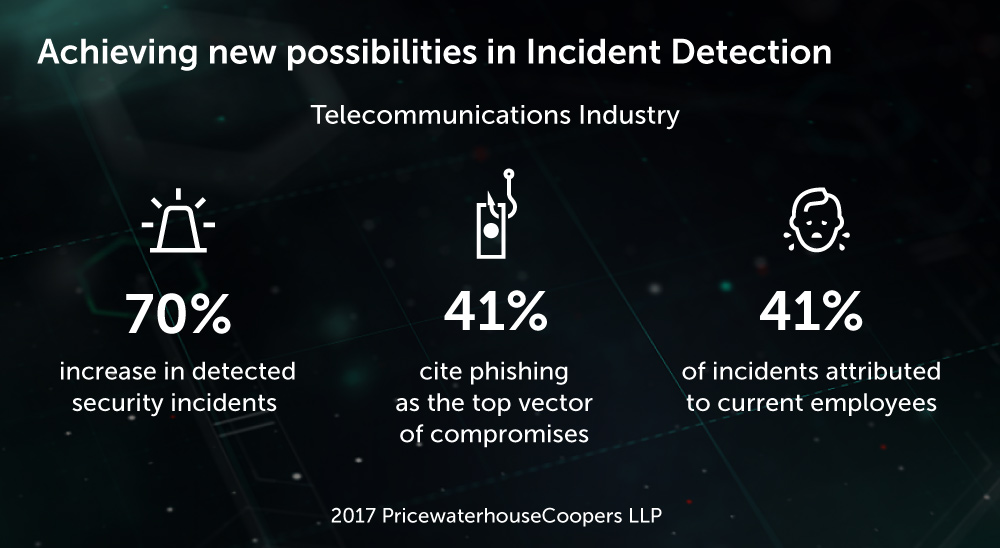 Achieving new possibilities in Incident Detection
Telecommunications Industry
70%
increase in detected
security incidents
41%
cite phishing
as the top vector
of compromises
41%
of incidents attributed
to current employees
2017 PricewaterhouseCoopers LLP